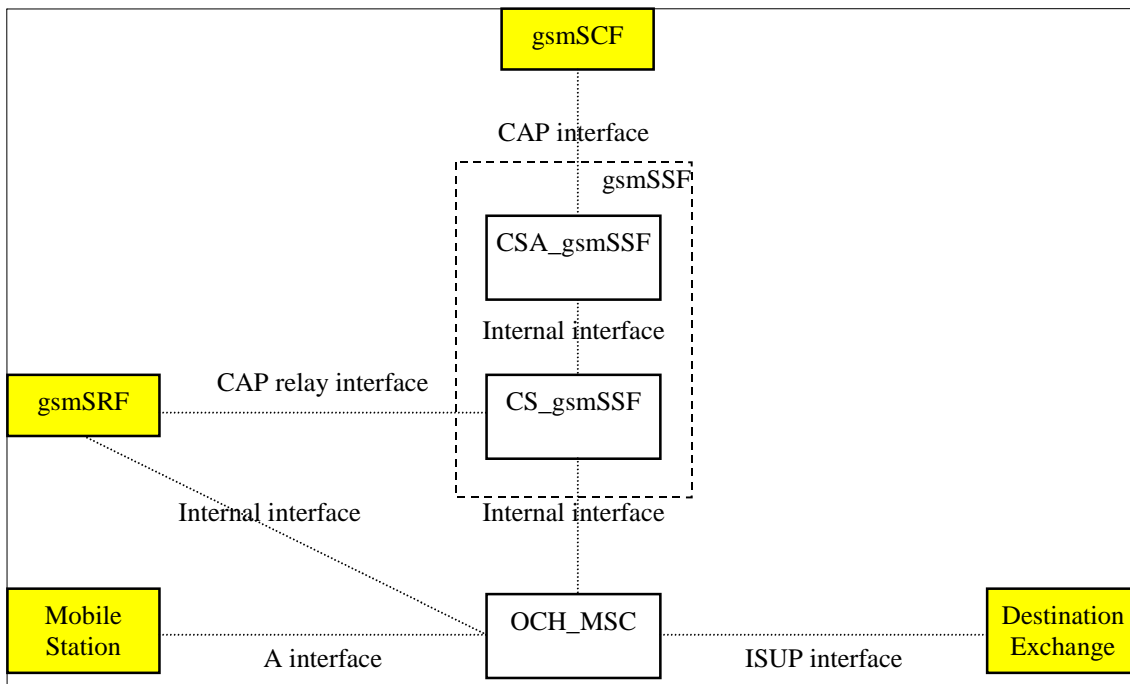 gsmSCF
CAP interface
gsmSSF
CSA_gsmSSF
Internal interface
CAP relay interface
gsmSRF
CS_gsmSSF
Internal interface
Internal interface
Mobile
Station
OCH_MSC
Destination
Exchange
A interface
ISUP interface